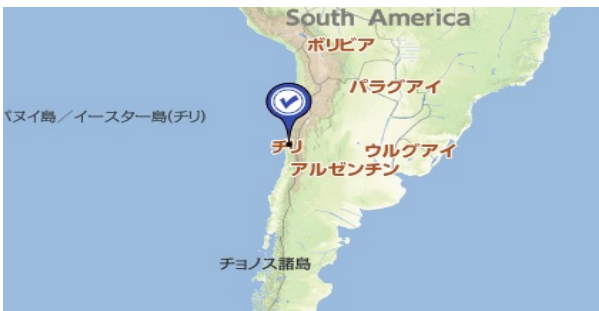 South America
ボリビア
パラグアイ
パヌイ島／イースター島(チリ)
チリ
ウルグアイ
アルゼンチン
チョノス諸島